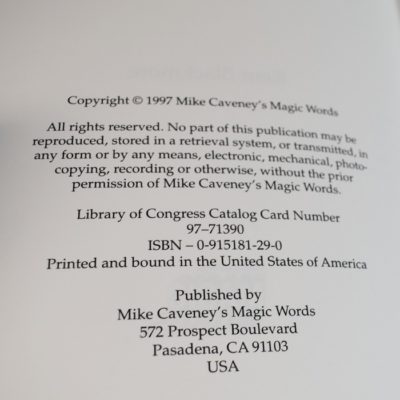 Copyright © 1997 Mike Caveney's Magic Words
All rights reserved. No part of this publication may be
reproduced, stored in a retrieval system, or transmitted, in
any form or by any means, electronic, mechanical, photo-
copying, recording or otherwise, without the prior
permission of Mike Caveney's Magic Words.
Library of Congress Catalog Card Number
97–71390
ISBN – 0-915181-29-0
Printed and bound in the United States of America
Published by
Mike Caveney's Magic Words
572 Prospect Boulevard
Pasadena, CA 91103
USA